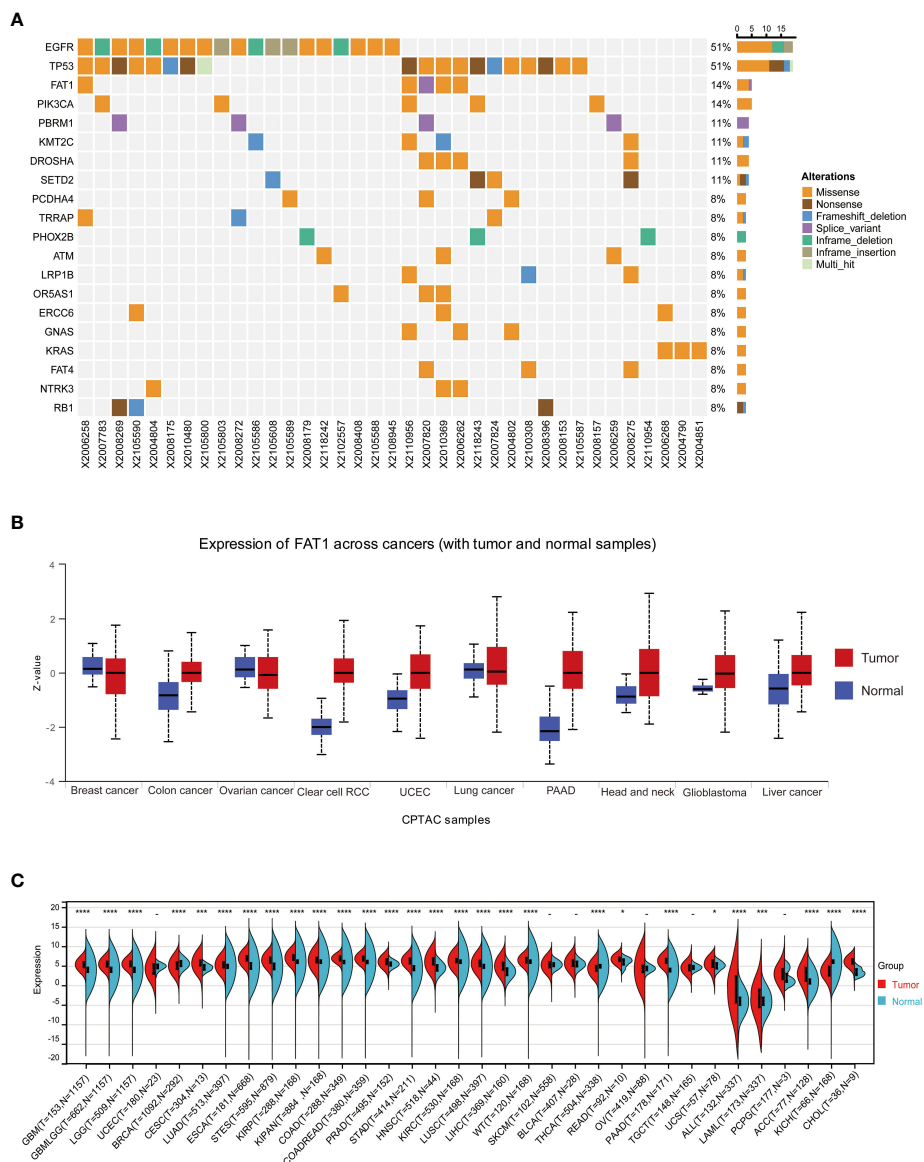 A
0 5 10 15
EGFR 51%
TP53 51%
FAT1 14%
PIK3CA 14%
PBRM1 11%
KMT2C 11%
DROSHA 11%
SETD2 11%
PCDHA4 8%
TRRAP 8%
PHOX2B 8%
ATM 8%
LRP1B 8%
OR5AS1 8%
ERCC6 8%
GNAS 8%
KRAS 8%
FAT4 8%
NTRK3 8%
RB1 8%
Alterations
Missense
Nonsense
Frameshift_deletion
Splice_variant
Inframe_deletion
Inframe_insertion
Multi_hit
X2006258
X2007783
X2008269
X2105590
X2004804
X2008175
X2010480
X2105800
X2105803
X2008272
X2105586
X2105608
X2105589
X2008179
X2118242
X2102557
X2008408
X2105588
X2108945
X2110956
X2007820
X2010369
X2006262
X2118243
X2007824
X2004802
X2100308
X2008396
X2008153
X2105587
X2008157
X2006259
X2008275
X2110954
X2006268
X2004790
X2004851
B
Expression of FAT1 across cancers (with tumor and normal samples)
Z-value
4
2
0
-2
-4
Tumor
Normal
Breast cancer Colon cancer Ovarian cancer Clear cell RCC UCEC Lung cancer PAAD Head and neck Glioblastoma Liver cancer
CPTAC samples
C
Expression
20
15
10
5
0
-5
-10
-15
-20
**** **** **** - **** *** **** **** **** **** **** **** **** **** **** **** **** **** **** **** - - **** * - **** - * **** *** - **** **** ****
Group
Tumor
Normal
GBM(T=153,N=1157)
GBMLGG(T=662,N=1157)
LGG(T=509,N=1157)
UCEC(T=180,N=23)
BRCA(T=1092,N=292)
CESC(T=304,N=13)
LUAD(T=513,N=397)
ESCA(T=181,N=668)
STES(T=595,N=879)
KIRP(T=288,N=168)
KIPAN(T=884 ,N=168)
COAD(T=288,N=349)
COADREAD(T=380,N=359)
PRAD(T=495,N=152)
STAD(T=414,N=211)
HNSC(T=518,N=44)
KIRC(T=530,N=168)
LUSC(T=498,N=397)
LIHC(T=369,N=160)
WT(T=120,N=168)
SKCM(T=102,N=558)
BLCA(T=407,N=28)
THCA(T=504,N=338)
READ(T=92,N=10)
OV(T=419,N=88)
PAAD(T=178,N=171)
TGCT(T=148,N=165)
UCS(T=57,N=78)
ALL(T=132,N=337)
LAML(T=173,N=337)
PCPG(T=177,N=3)
ACC(T=77,N=128)
KICH(T=66,N=168)
CHOL(T=36,N=9)